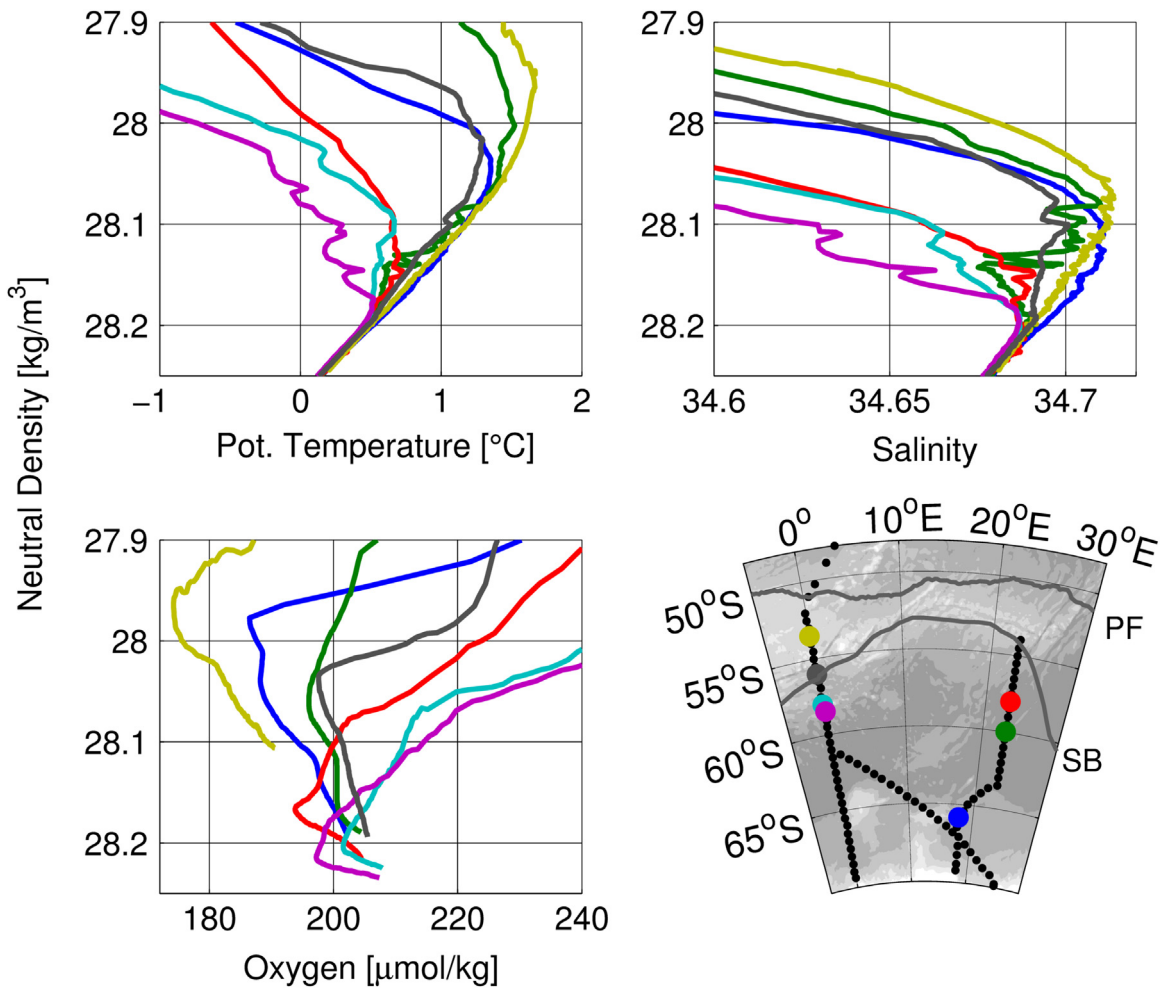 27.9
28
28.1
28.2
−1
0
1
2
Pot. Temperature [°C]
27.9
28
28.1
28.2
34.6
34.65
34.7
Salinity
Neutral Density [kg/m³]
27.9
28
28.1
28.2
180
200
220
240
Oxygen [μmol/kg]
0°
10°E
20°E
30°E
50°S
55°S
60°S
65°S
PF
SB